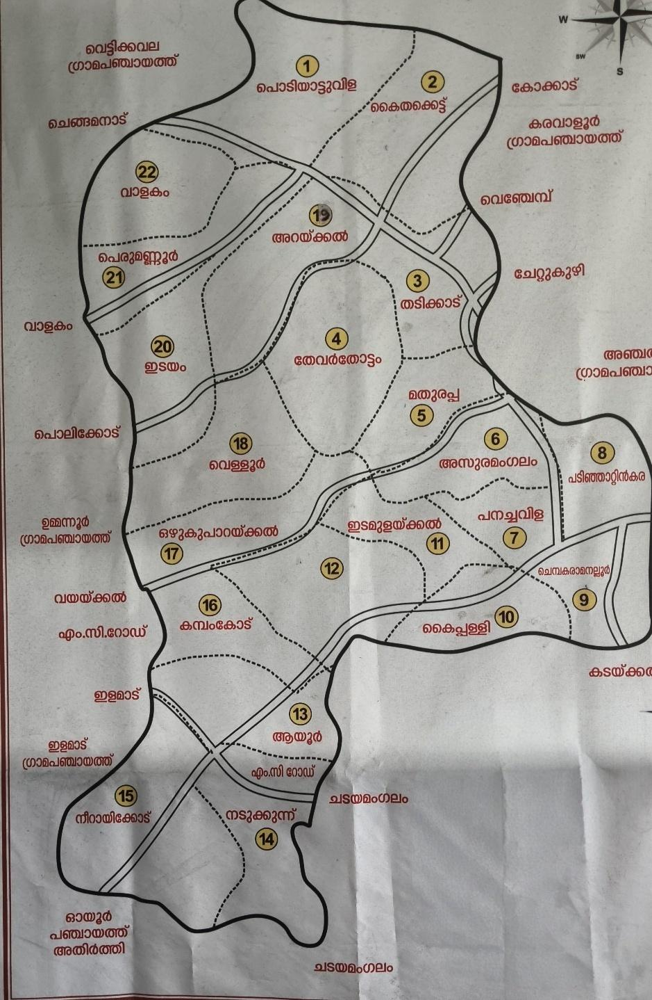 W
SW
S
വെട്ടിക്കവല
ഗ്രാമപഞ്ചായത്ത്
1
പൊടിയാട്ടുവിള
2
കൈതക്കെട്ട്
കോക്കാട്
ചെങ്ങമനാട്
കരവാളൂർ
ഗ്രാമപഞ്ചായത്ത്
22
വാളകം
വെഞ്ചേമ്പ്
19
അറയ്ക്കൽ
പെരുമണ്ണൂർ
21
3
തടിക്കാട്
ചേറ്റുകുഴി
വാളകം
20
ഇടയം
4
തേവർതോട്ടം
മതുരപ്പ
5
പൊലിക്കോട്
18
വെള്ളൂർ
6
അസുരമംഗലം
8
പടിഞ്ഞാറ്റിൻകര
ഉമ്മന്നൂർ
ഗ്രാമപഞ്ചായത്ത്
ഒഴുകുപാറയ്ക്കൽ
17
ഇടമുളയ്ക്കൽ
11
പനച്ചവിള
7
12
ചെമ്പകരാമനല്ലൂർ
9
വയയ്ക്കൽ
16
കമ്പംകോട്
10
കൈപ്പള്ളി
എം.സി.റോഡ്
ഇളമാട്
13
ആയൂർ
ഇളമാട്
ഗ്രാമപഞ്ചായത്ത്
എം.സി റോഡ്
15
നീറായിക്കോട്
ചടയമംഗലം
നടുക്കുന്ന്
14
ഓയൂർ
പഞ്ചായത്ത്
അതിർത്തി
ചടയമംഗലം